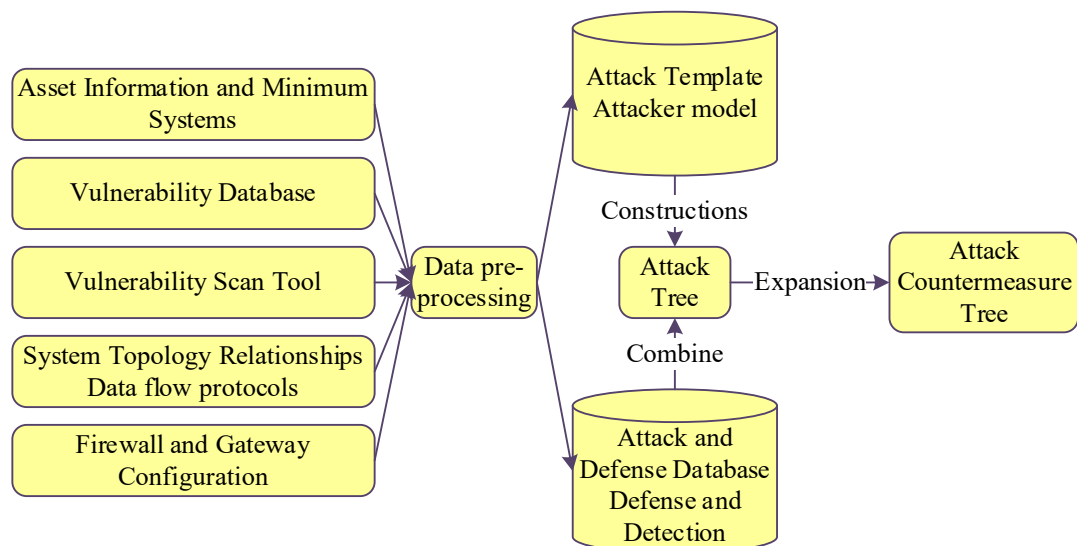 Asset Information and Minimum
Systems
Vulnerability Database
Vulnerability Scan Tool
System Topology Relationships
Data flow protocols
Firewall and Gateway
Configuration
Data pre-
processing
Attack Template
Attacker model
Constructions
Attack
Tree
Combine
Attack and
Defense Database
Defense and
Detection
Expansion
Attack
Countermeasure
Tree